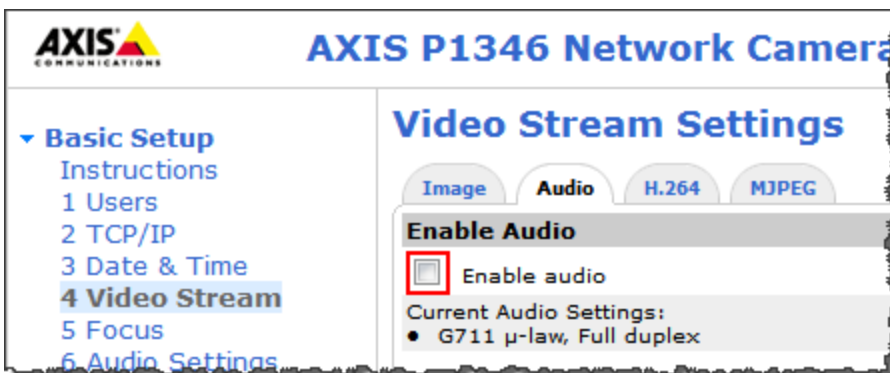 AXIS
COMMUNICATIONS
AXIS P1346 Network Camera
Basic Setup
Instructions
1 Users
2 TCP/IP
3 Date & Time
4 Video Stream
5 Focus
6 Audio Settings
Video Stream Settings
Image Audio H.264 MJPEG
Enable Audio
Enable audio
Current Audio Settings:
• G711 µ-law, Full duplex